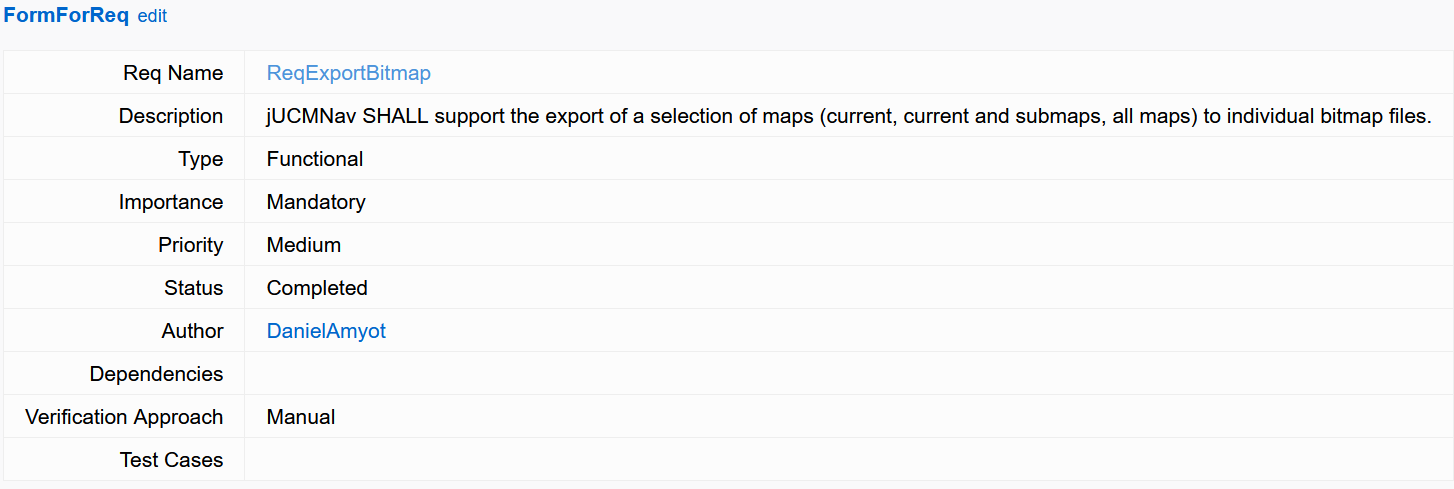 FormForReq edit
Req Name ReqExportBitmap
Description jUCMNav SHALL support the export of a selection of maps (current, current and submaps, all maps) to individual bitmap files.
Type Functional
Importance Mandatory
Priority Medium
Status Completed
Author DanielAmyot
Dependencies
Verification Approach Manual
Test Cases